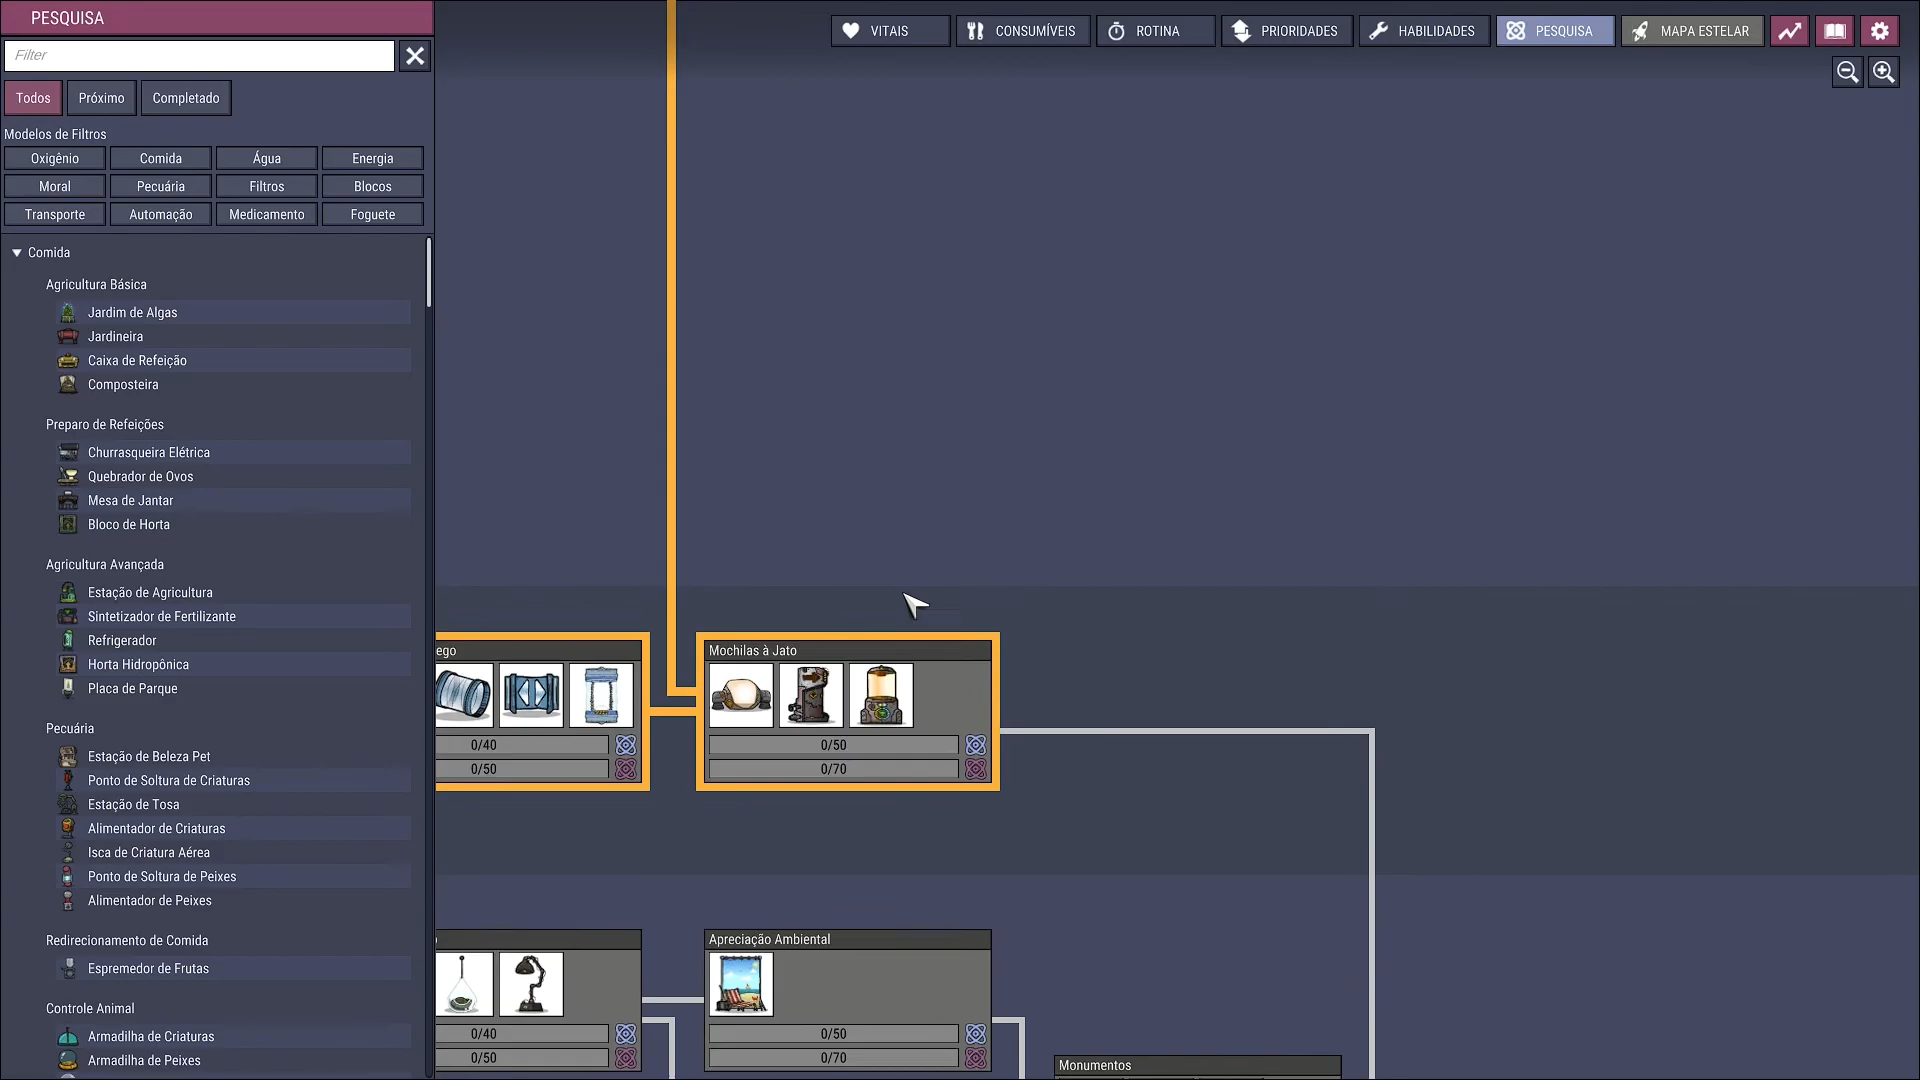 PESQUISA
Filter
Todos
Próximo
Completado
Modelos de Filtros
Oxigênio
Comida
Água
Energia
Moral
Pecuária
Filtros
Blocos
Transporte
Automação
Medicamento
Foguete
Comida
Agricultura Básica
Jardim de Algas
Jardineira
Caixa de Refeição
Composteira
Preparo de Refeições
Churrasqueira Elétrica
Quebrador de Ovos
Mesa de Jantar
Bloco de Horta
Agricultura Avançada
Estação de Agricultura
Sintetizador de Fertilizante
Refrigerador
Horta Hidropônica
Placa de Parque
Pecuária
Estação de Beleza Pet
Ponto de Soltura de Criaturas
Estação de Tosa
Alimentador de Criaturas
Isca de Criatura Aérea
Ponto de Soltura de Peixes
Alimentador de Peixes
Redirecionamento de Comida
Espremedor de Frutas
Controle Animal
Armadilha de Criaturas
Armadilha de Peixes
VITAIS
CONSUMÍVEIS
ROTINA
PRIORIDADES
HABILIDADES
PESQUISA
MAPA ESTELAR
ego
0/40
0/50
Mochilas à Jato
0/50
0/70
0/40
0/50
Apreciação Ambiental
0/50
0/70
Monumentos